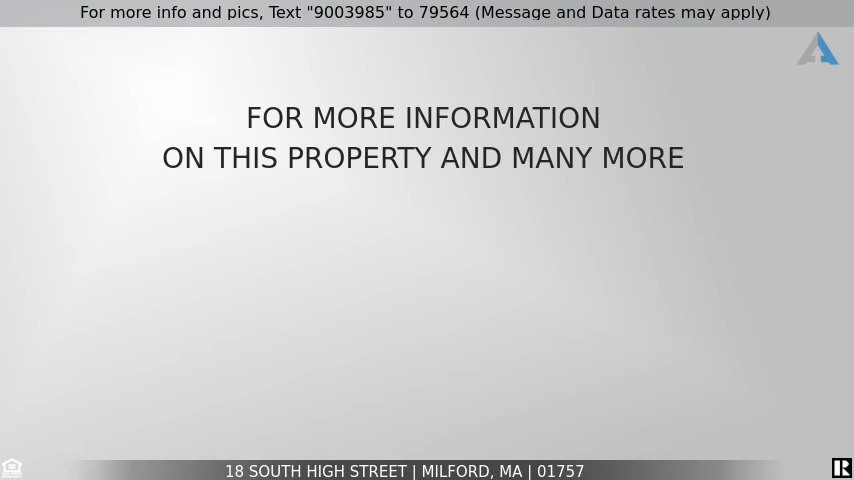 For more info and pics, Text "9003985" to 79564 (Message and Data rates may apply)
FOR MORE INFORMATION
ON THIS PROPERTY AND MANY MORE
18 SOUTH HIGH STREET | MILFORD, MA | 01757